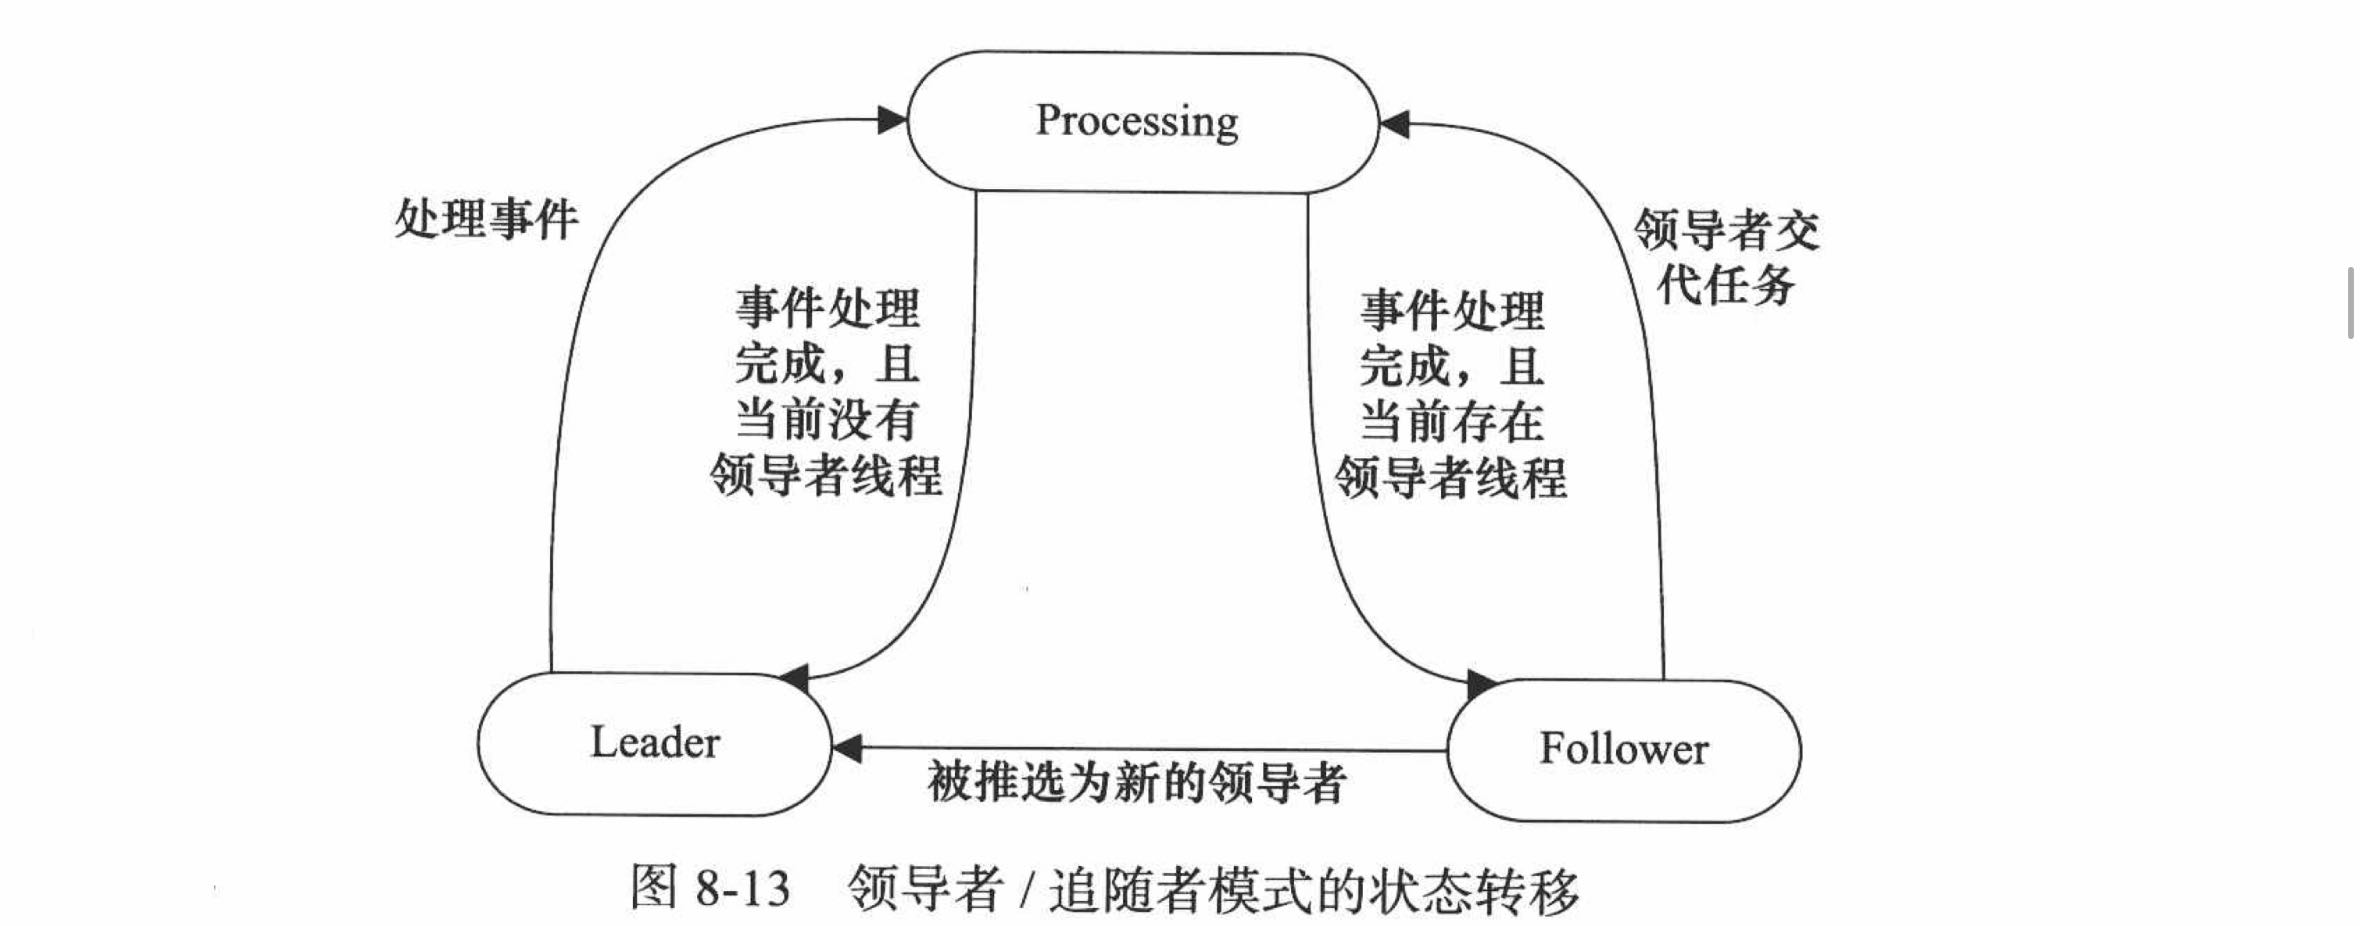 Processing
处理事件
领导者交
代任务
事件处理
完成，且
当前没有
领导者线程
事件处理
完成，且
当前存在
领导者线程
Leader
Follower
被推选为新的领导者
图 8-13 领导者 / 追随者模式的状态转移